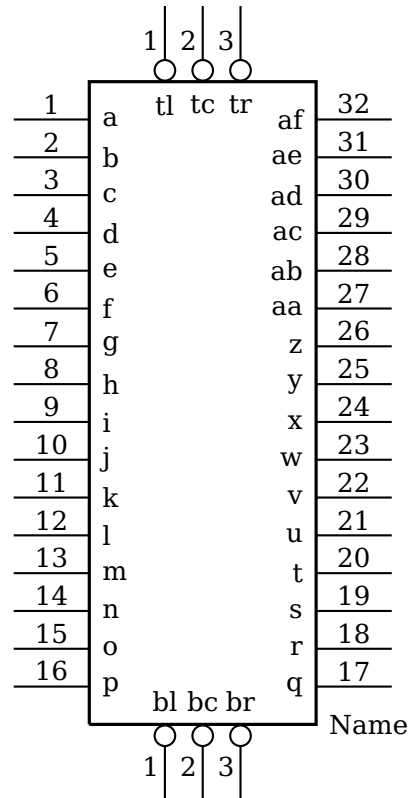 1 2 3
tl tc tr
1 a af 32
2 b ae 31
3 c ad 30
4 d ac 29
5 e ab 28
6 f aa 27
7 g z 26
8 h y 25
9 i x 24
10 j w 23
11 k v 22
12 l u 21
13 m t 20
14 n s 19
15 o r 18
16 p q 17
bl bc br
Name
1 2 3